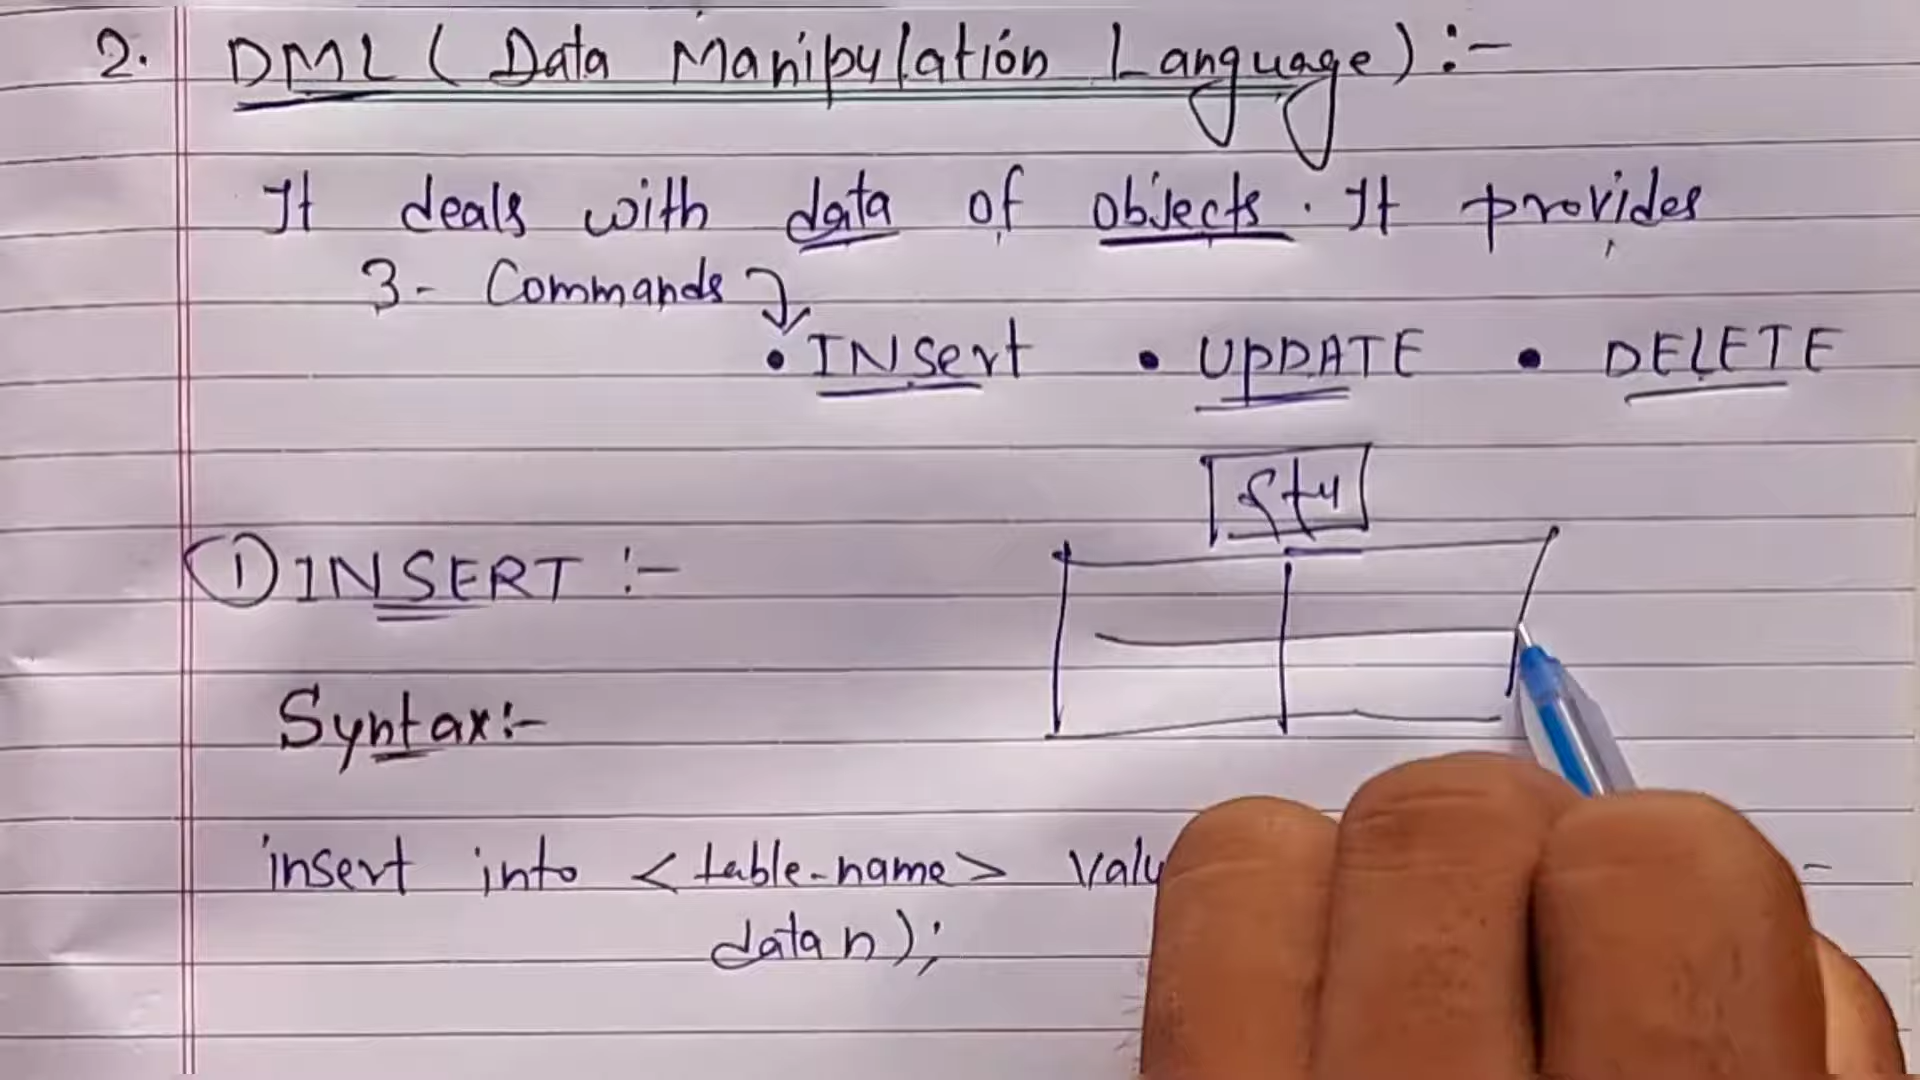 2. DML (Data Manipulation Language) :-
It deals with data of objects. It provides
3- Commands
• INSert • UPDATE • DELETE
Stu
① INSERT :-
Syntax:-
insert into <table-name>
data n);